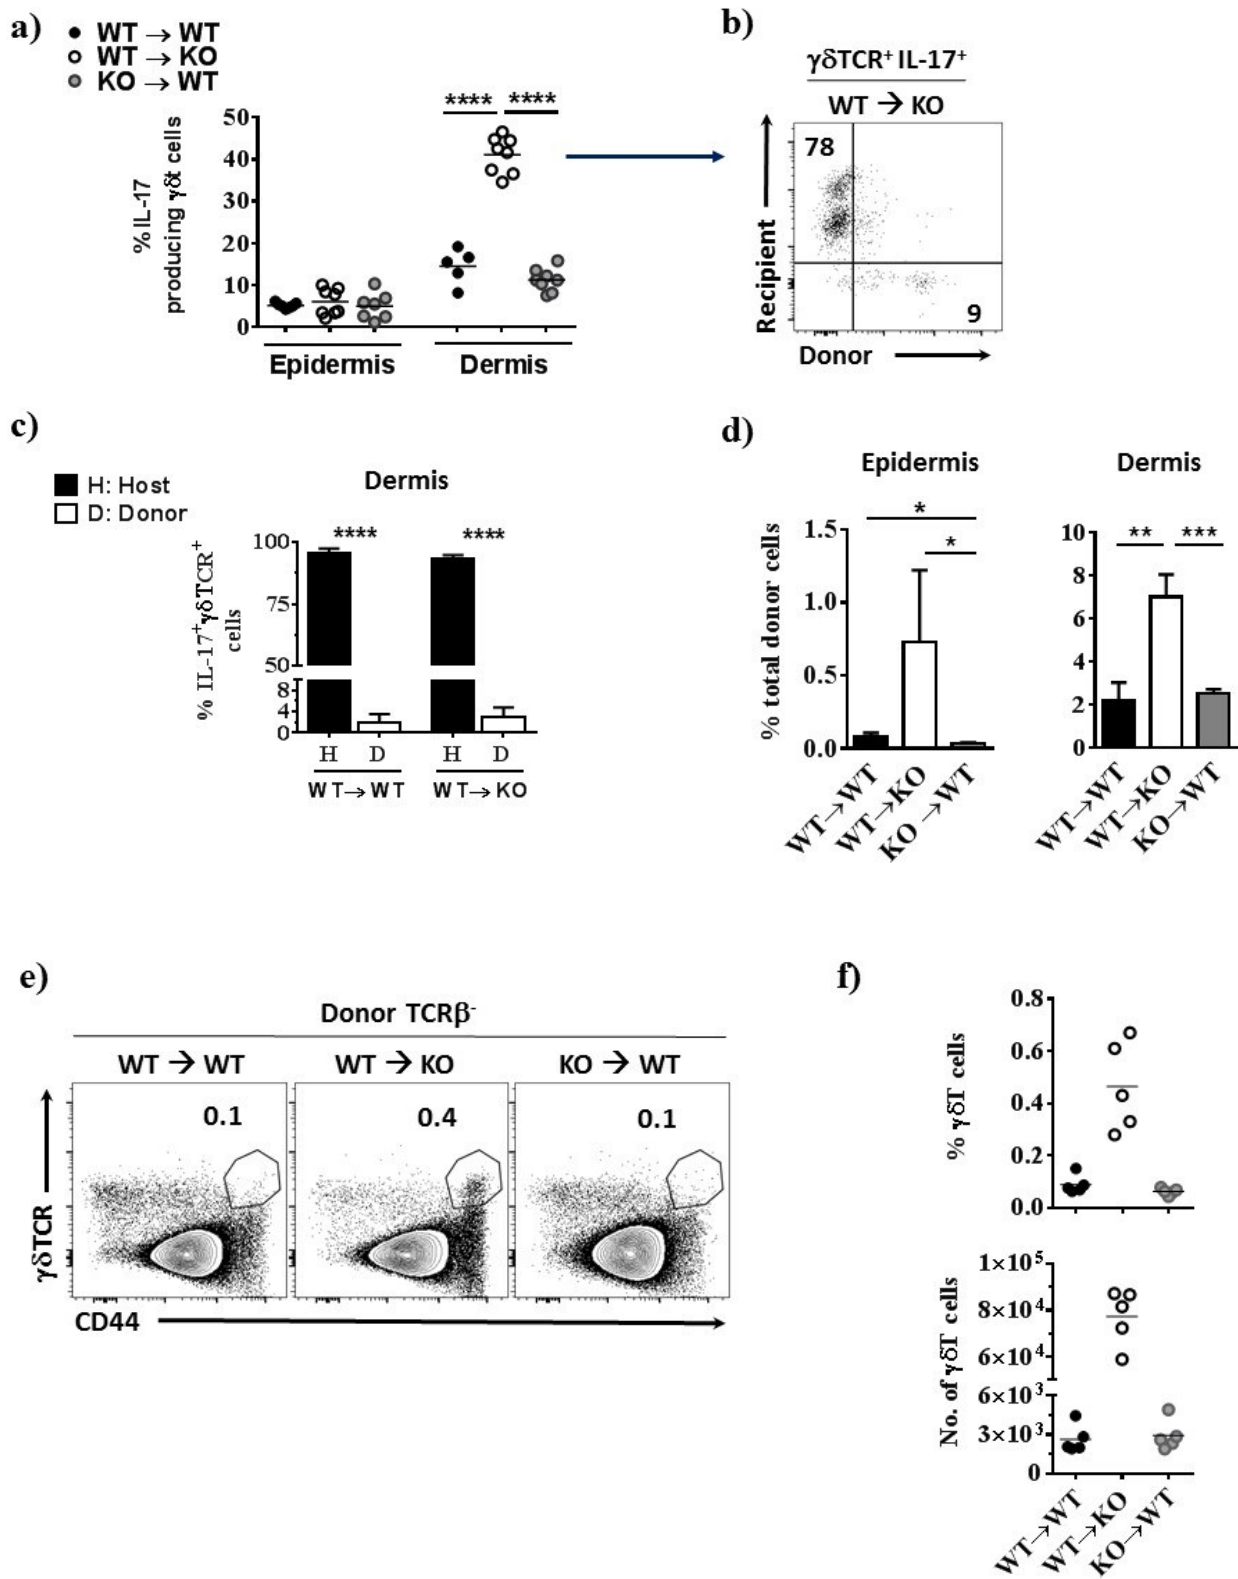 a)
WT → WT
WT → KO
KO → WT
% IL-17
producing γδt cells
50
40
30
20
10
0
****
****
Epidermis
Dermis
b)
γδTCR⁺ IL-17⁺
WT → KO
78
9
Recipient
Donor
c)
H: Host
D: Donor
Dermis
% IL-17⁺γδTCR⁺
cells
100
75
50
8
4
0
****
****
H D H D
WT→WT WT→KO
d)
Epidermis
Dermis
% total donor cells
1.5
1.0
0.5
0.0
*
*
WT→WT
WT→KO
KO →WT
10
8
6
4
2
0
**
***
WT→WT
WT→KO
KO→WT
e)
Donor TCRβ⁻
WT → WT
WT → KO
KO → WT
0.1
0.4
0.1
γδTCR
CD44
f)
% γδT cells
0.8
0.6
0.4
0.2
0.0
No. of γδT cells
1×10⁵
8×10⁴
6×10⁴
6×10³
3×10³
0
WT→WT
WT→KO
KO→WT